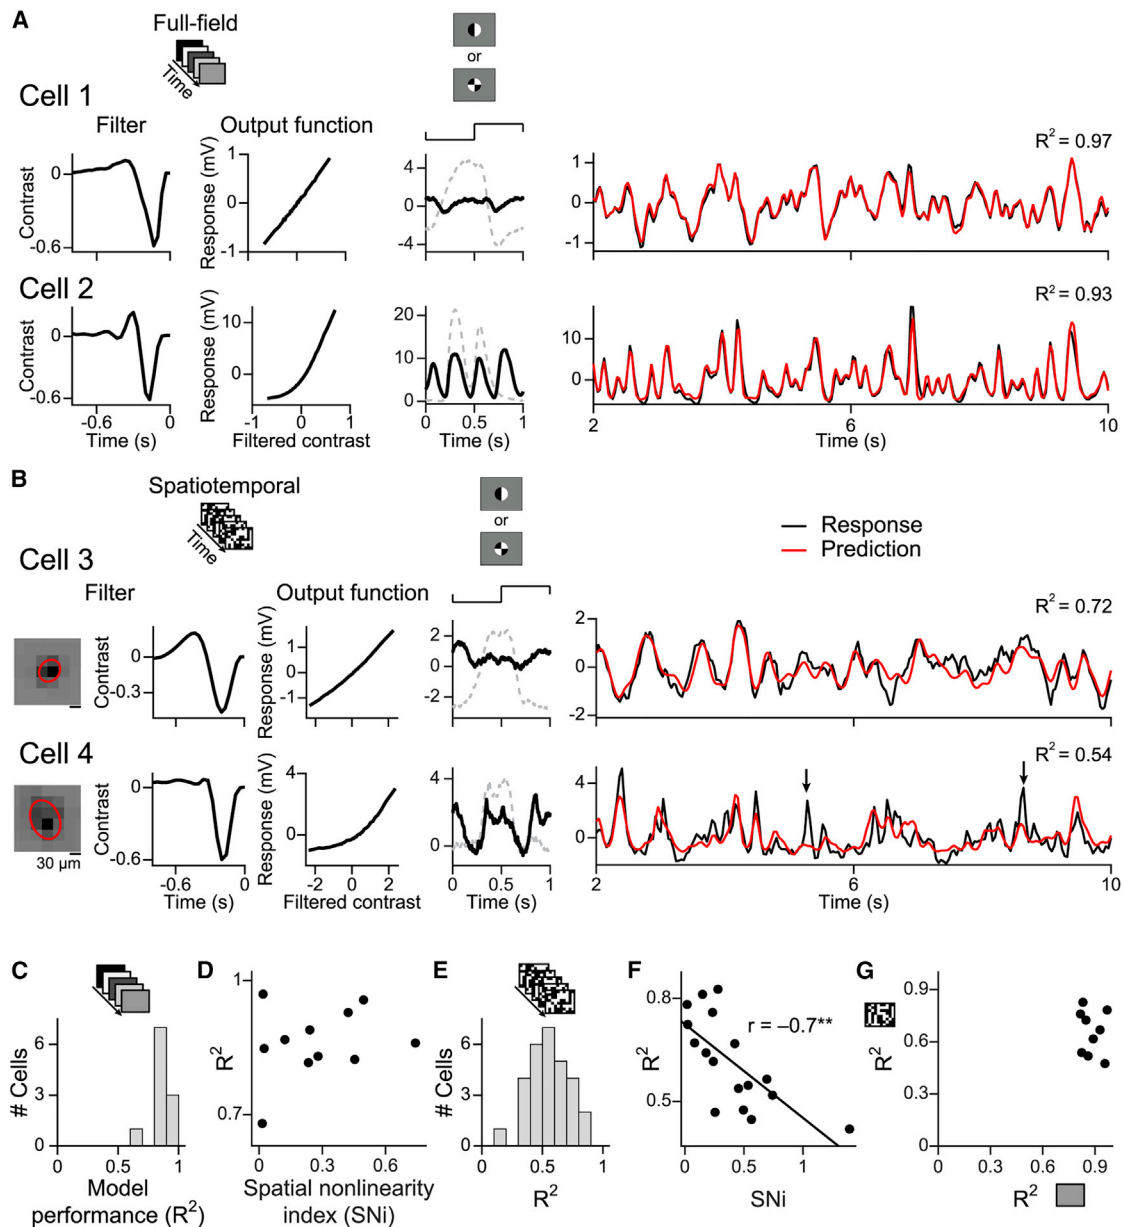 A
Full-field
Time
or
Cell 1
Filter
Output function
Contrast
0
-0.6
Response (mV)
1
0
-1
4
0
-4
R² = 0.97
1
0
-1
Cell 2
Contrast
0
-0.6
-0.6
0
Time (s)
Response (mV)
10
0
-1
0
1
Filtered contrast
20
10
0
0
0.5
1
Time (s)
R² = 0.93
10
0
2
6
10
Time (s)
B
Spatiotemporal
Time
or
Response
Prediction
Cell 3
Filter
Output function
Contrast
0
-0.3
Response (mV)
1
0
-1
2
0
-2
R² = 0.72
2
0
-2
Cell 4
30 µm
Contrast
0
-0.6
-0.6
0
Time (s)
Response (mV)
4
0
-2
0
2
Filtered contrast
4
0
0
0.5
1
Time (s)
R² = 0.54
4
0
2
6
10
Time (s)
C
# Cells
6
3
0
0
1
Model
performance (R²)
D
R²
1
0.7
0
0.3
0.6
Spatial nonlinearity
index (SNi)
E
# Cells
6
3
0
0
0.5
1
R²
F
R²
0.8
0.5
r = –0.7**
0
0.5
1
SNi
G
R²
0.9
0.6
0.3
0
0
0.3
0.6
0.9
R²